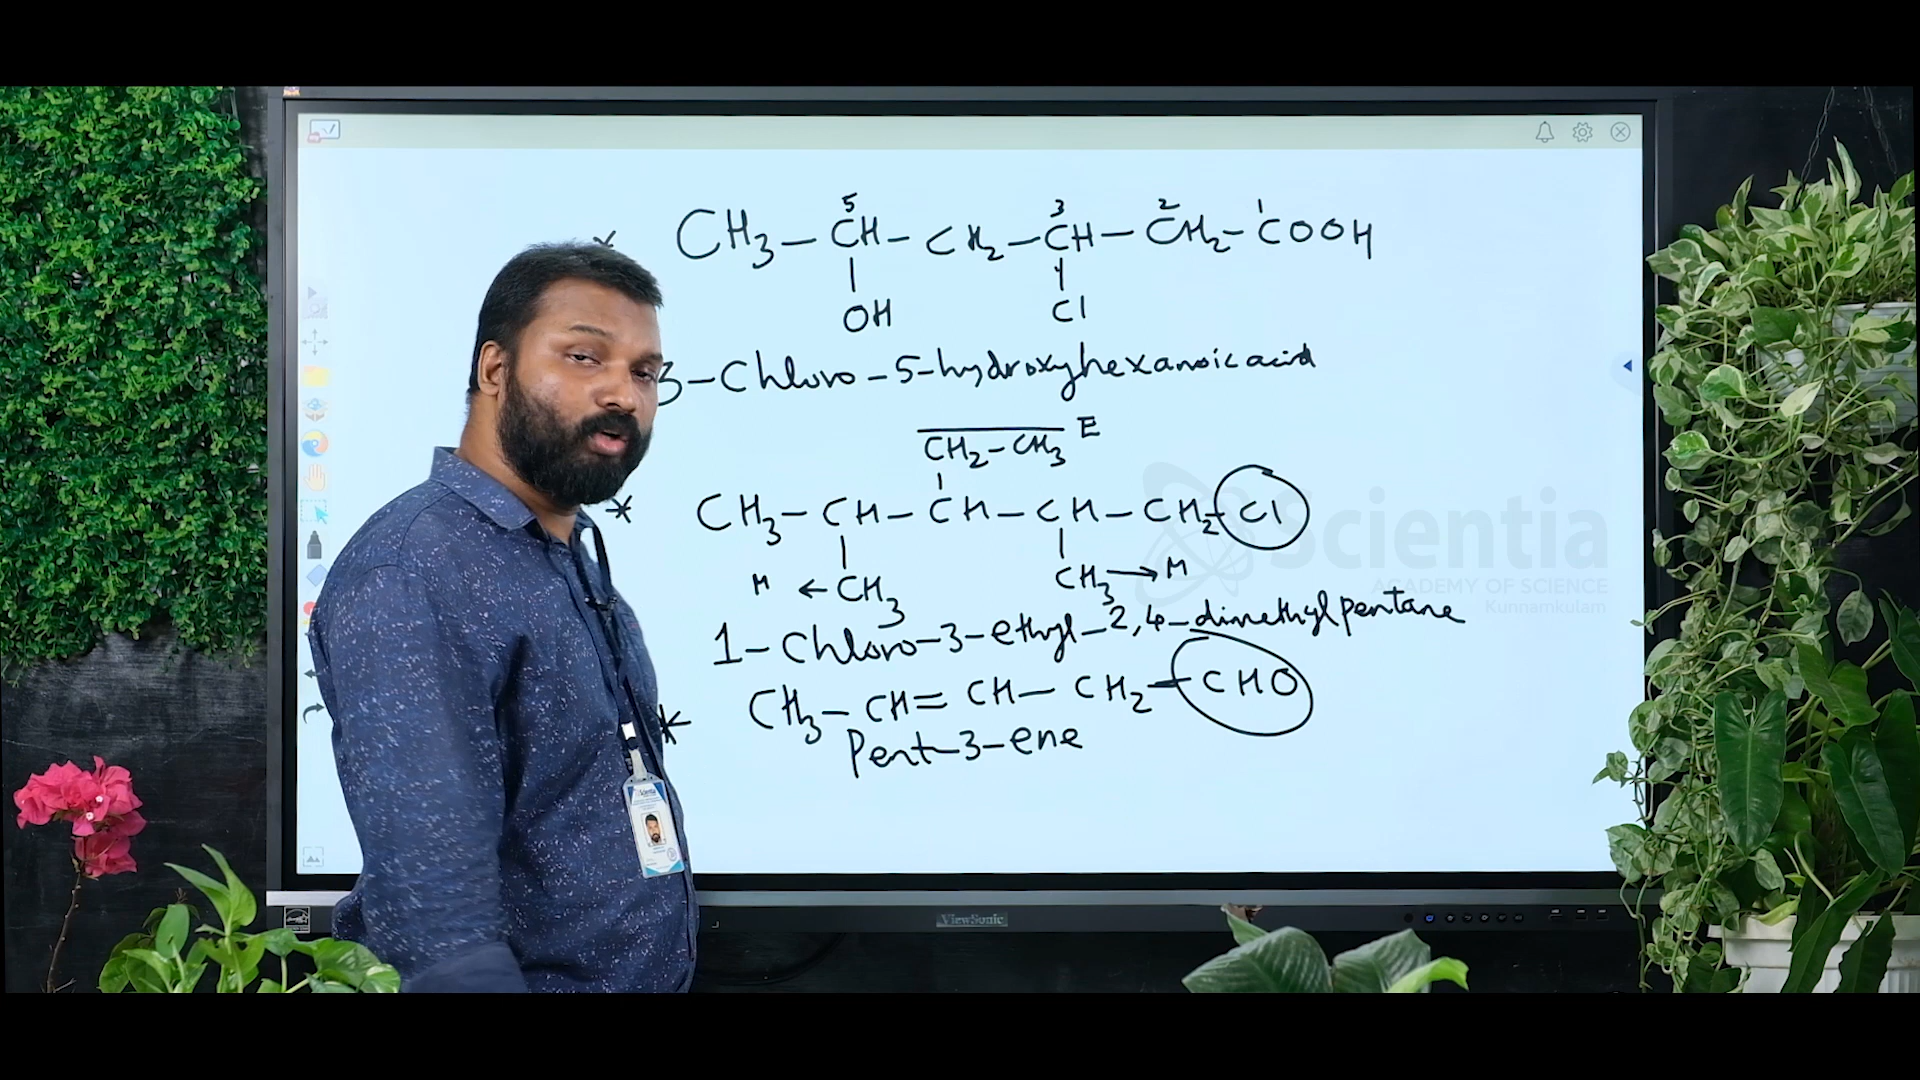 5 3 2 1
CH3 – CH – CH2 – CH – CH2 – COOH
OH Cl
3-Chloro-5-hydroxyhexanoic acid
CH2-CH3 E
* CH3 – CH – CH – CH – CH2 – Cl
M ← CH3 CH3 → M
1-Chloro-3-ethyl-2,4-dimethylpentane
* CH3 – CH = CH – CH2 – CHO
Pent-3-ene
Scientia
ACADEMY OF SCIENCE
Kunnamkulam
Scientia
ViewSonic